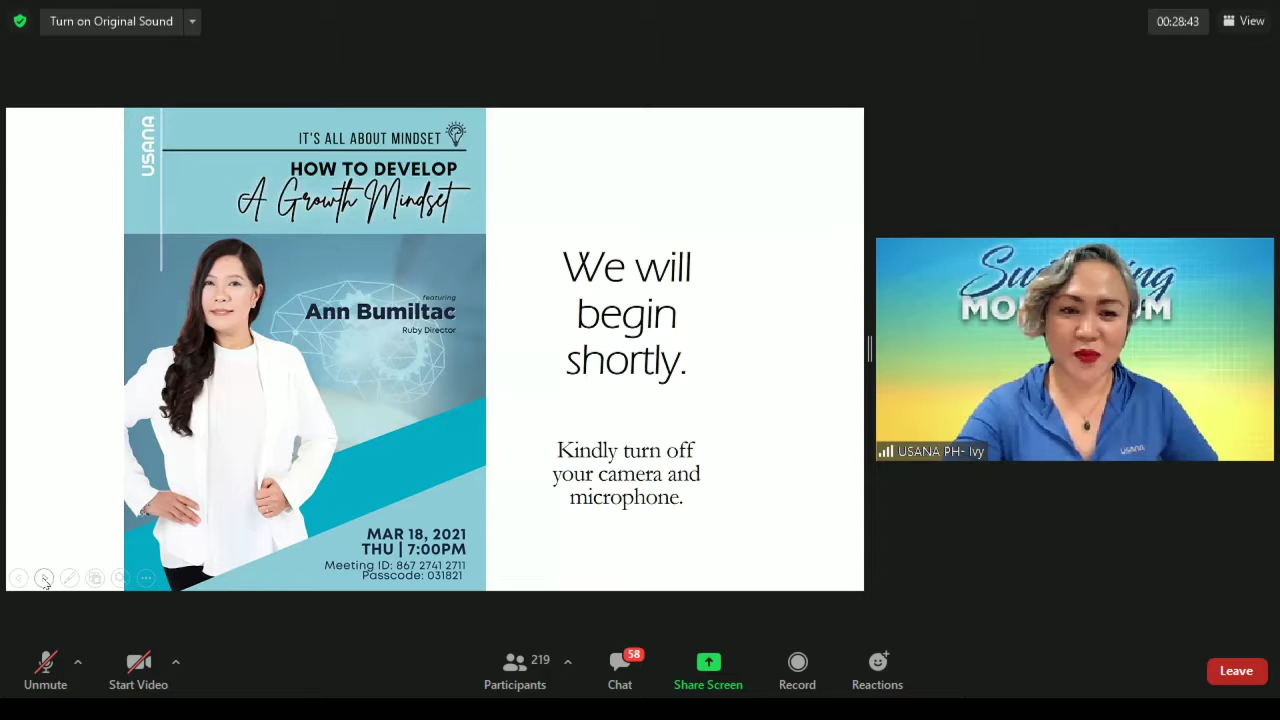 Turn on Original Sound
00:28:43
View
USANA
IT'S ALL ABOUT MINDSET
HOW TO DEVELOP
A Growth Mindset
featuring
Ann Bumiltac
Ruby Director
MAR 18, 2021
THU | 7:00PM
Meeting ID: 867 2741 2711
Passcode: 031821
We will
begin
shortly.
Kindly turn off
your camera and
microphone.
USANA
USANA PH- Ivy
Unmute
Start Video
219
Participants
58
Chat
Share Screen
Record
Reactions
Leave